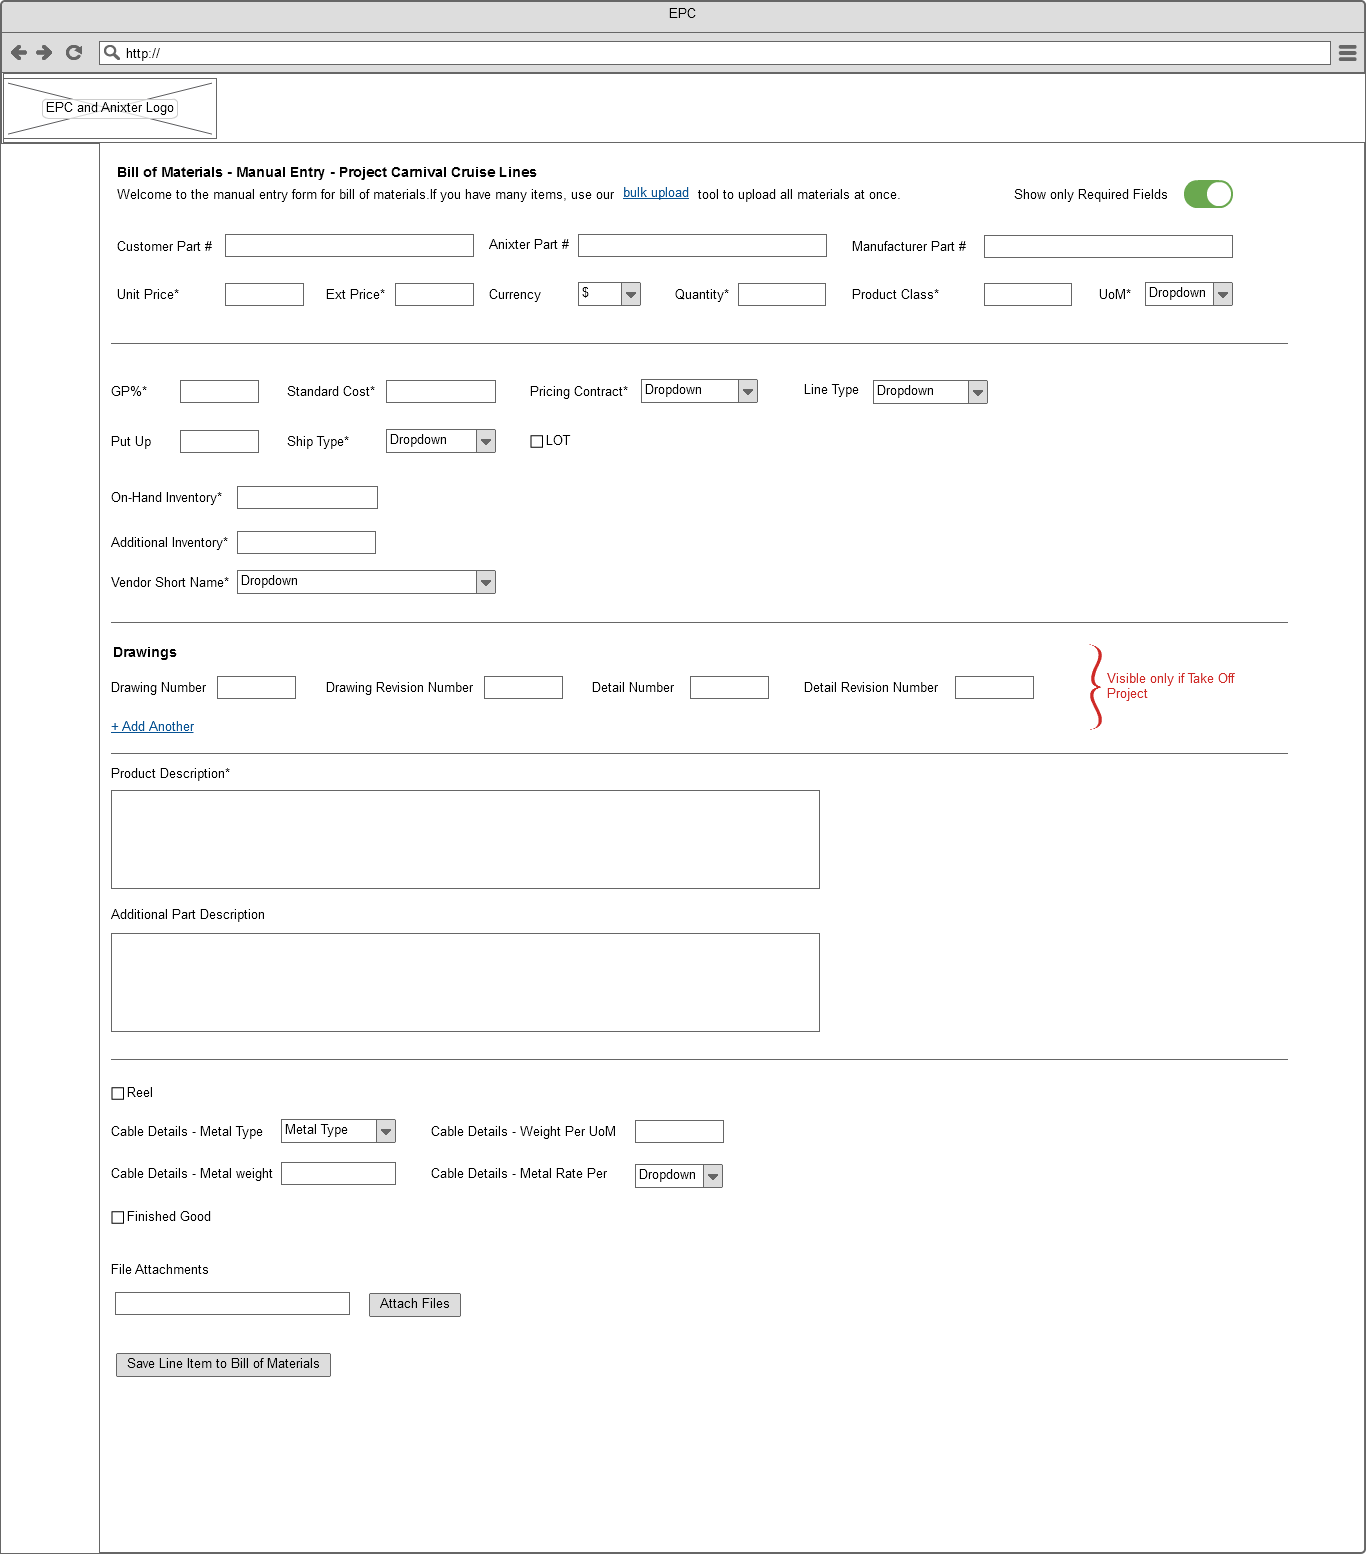 EPC
http://
EPC and Anixter Logo
Bill of Materials - Manual Entry - Project Carnival Cruise Lines
Welcome to the manual entry form for bill of materials.If you have many items, use our bulk upload tool to upload all materials at once.
Show only Required Fields
Customer Part #
Anixter Part #
Manufacturer Part #
Unit Price*
Ext Price*
Currency
$
Quantity*
Product Class*
UoM*
Dropdown
GP%*
Standard Cost*
Pricing Contract*
Dropdown
Line Type
Dropdown
Put Up
Ship Type*
Dropdown
LOT
On-Hand Inventory*
Additional Inventory*
Vendor Short Name*
Dropdown
Drawings
Drawing Number
Drawing Revision Number
Detail Number
Detail Revision Number
Visible only if Take Off
Project
+ Add Another
Product Description*
Additional Part Description
Reel
Cable Details - Metal Type
Metal Type
Cable Details - Weight Per UoM
Cable Details - Metal weight
Cable Details - Metal Rate Per
Dropdown
Finished Good
File Attachments
Attach Files
Save Line Item to Bill of Materials